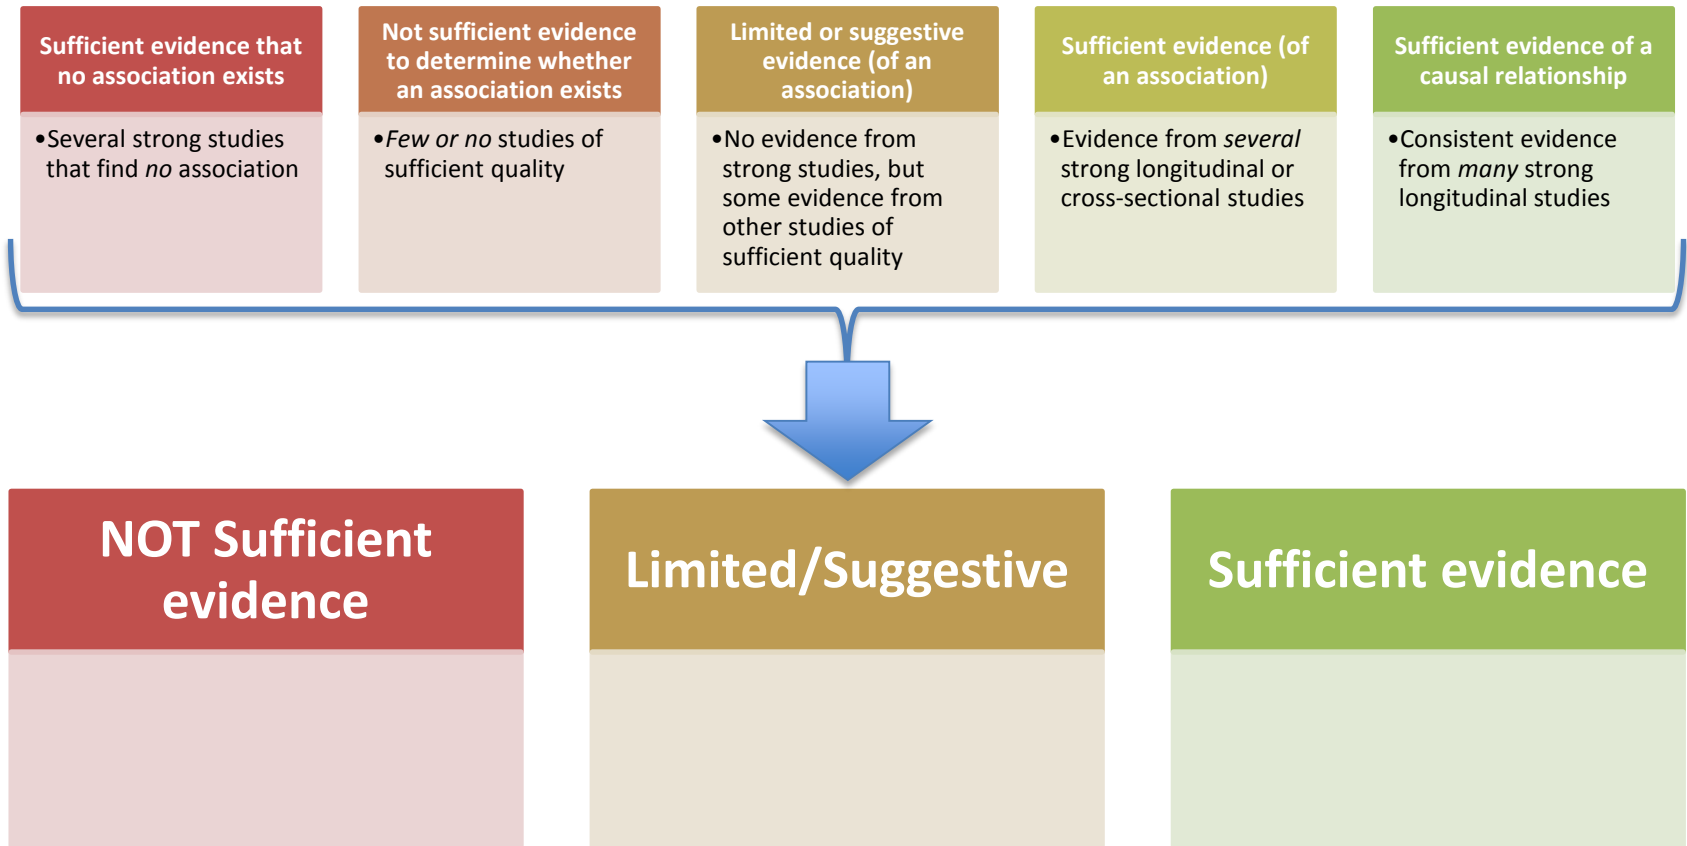 Sufficient evidence that
no association exists
•Several strong studies
that find no association
Not sufficient evidence
to determine whether
an association exists
•Few or no studies of
sufficient quality
Limited or suggestive
evidence (of an
association)
•No evidence from
strong studies, but
some evidence from
other studies of
sufficient quality
Sufficient evidence (of
an association)
•Evidence from several
strong longitudinal or
cross-sectional studies
Sufficient evidence of a
causal relationship
•Consistent evidence
from many strong
longitudinal studies
NOT Sufficient
evidence
Limited/Suggestive
Sufficient evidence